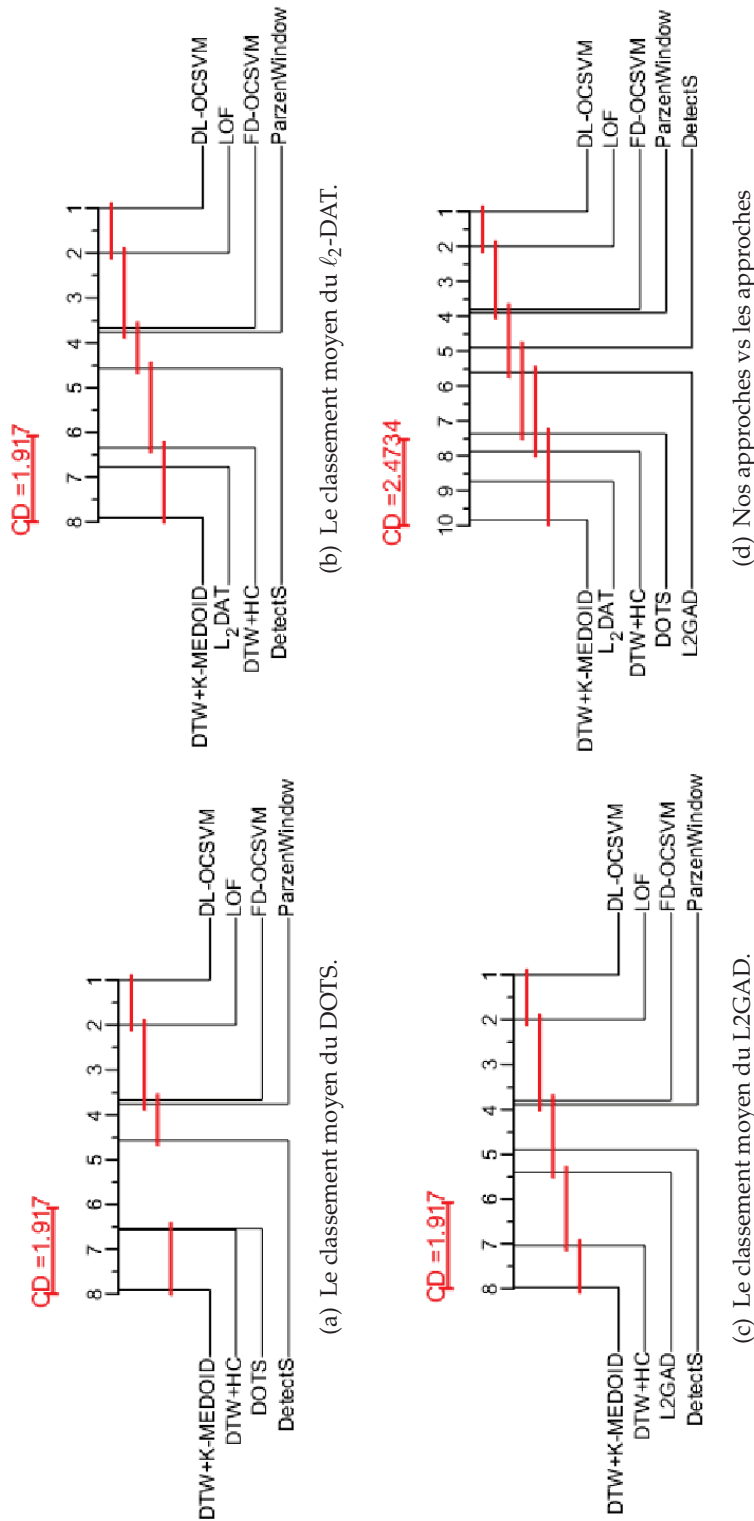 CD = 1.917
8 7 6 5 4 3 2 1
DTW+K-MEDOID
DTW+HC
DOTS
DetectS
DL-OCSVM
LOF
FD-OCSVM
ParzenWindow
(a) Le classement moyen du DOTS.
CD = 1.917
8 7 6 5 4 3 2 1
DTW+K-MEDOID
L₂DAT
DTW+HC
DetectS
DL-OCSVM
LOF
FD-OCSVM
ParzenWindow
(b) Le classement moyen du ℓ₂-DAT.
CD = 1.917
8 7 6 5 4 3 2 1
DTW+K-MEDOID
DTW+HC
L2GAD
DetectS
DL-OCSVM
LOF
FD-OCSVM
ParzenWindow
(c) Le classement moyen du L2GAD.
CD = 2.4734
10 9 8 7 6 5 4 3 2 1
DTW+K-MEDOID
L₂DAT
DTW+HC
DOTS
L2GAD
DL-OCSVM
LOF
FD-OCSVM
ParzenWindow
DetectS
(d) Nos approches vs les approches